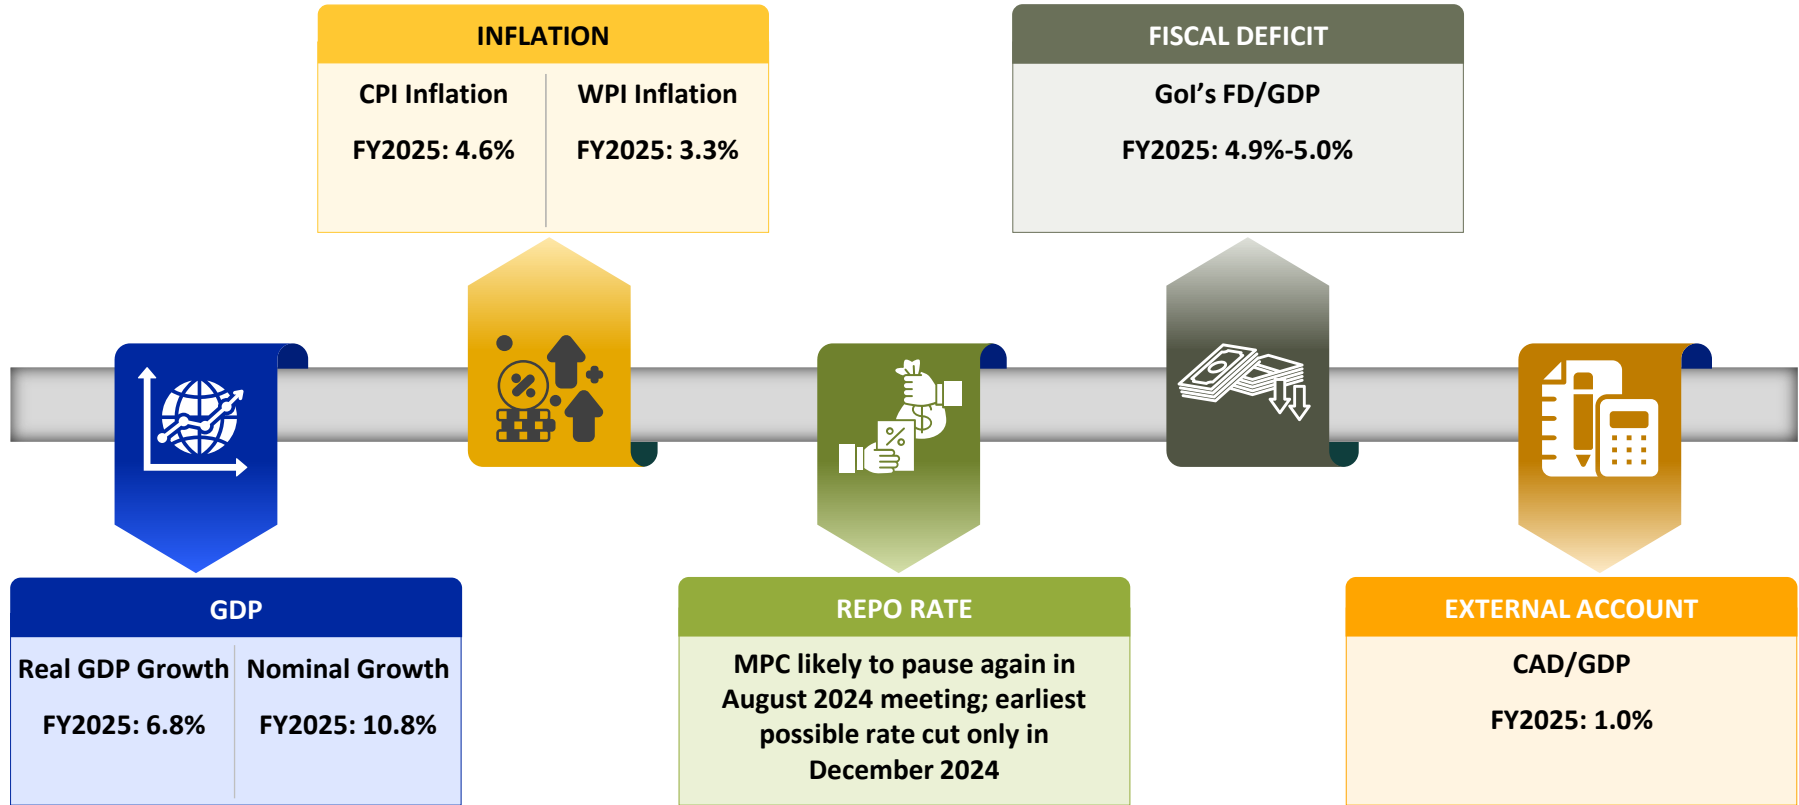 INFLATION
CPI Inflation
FY2025: 4.6%
WPI Inflation
FY2025: 3.3%
FISCAL DEFICIT
GoI's FD/GDP
FY2025: 4.9%-5.0%
GDP
Real GDP Growth
FY2025: 6.8%
Nominal Growth
FY2025: 10.8%
REPO RATE
MPC likely to pause again in
August 2024 meeting; earliest
possible rate cut only in
December 2024
EXTERNAL ACCOUNT
CAD/GDP
FY2025: 1.0%